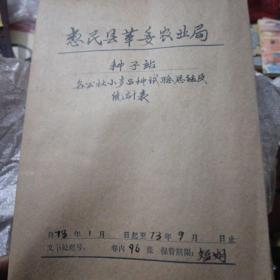 惠民县革委农业局
种子站
各公社小麦品种试验总结及
统计表
自73年1月 日起至73年9月 日止
文书处理号: 卷内96张 保管期限:短期